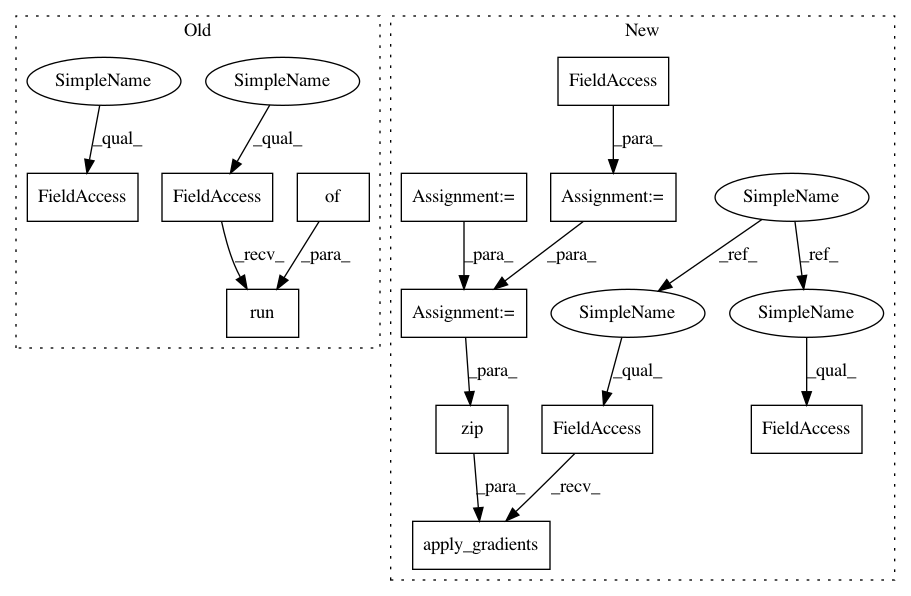 Old
New
SimpleName
SimpleName
FieldAccess
_qual_
_qual_
_para_
FieldAccess
FieldAccess
of
Assignment:=
Assignment:=
SimpleName
_recv_
_para_
_para_
_para_
_ref_
_ref_
run
Assignment:=
SimpleName
SimpleName
_para_
_qual_
_qual_
zip
FieldAccess
FieldAccess
_para_
_recv_
apply_gradients